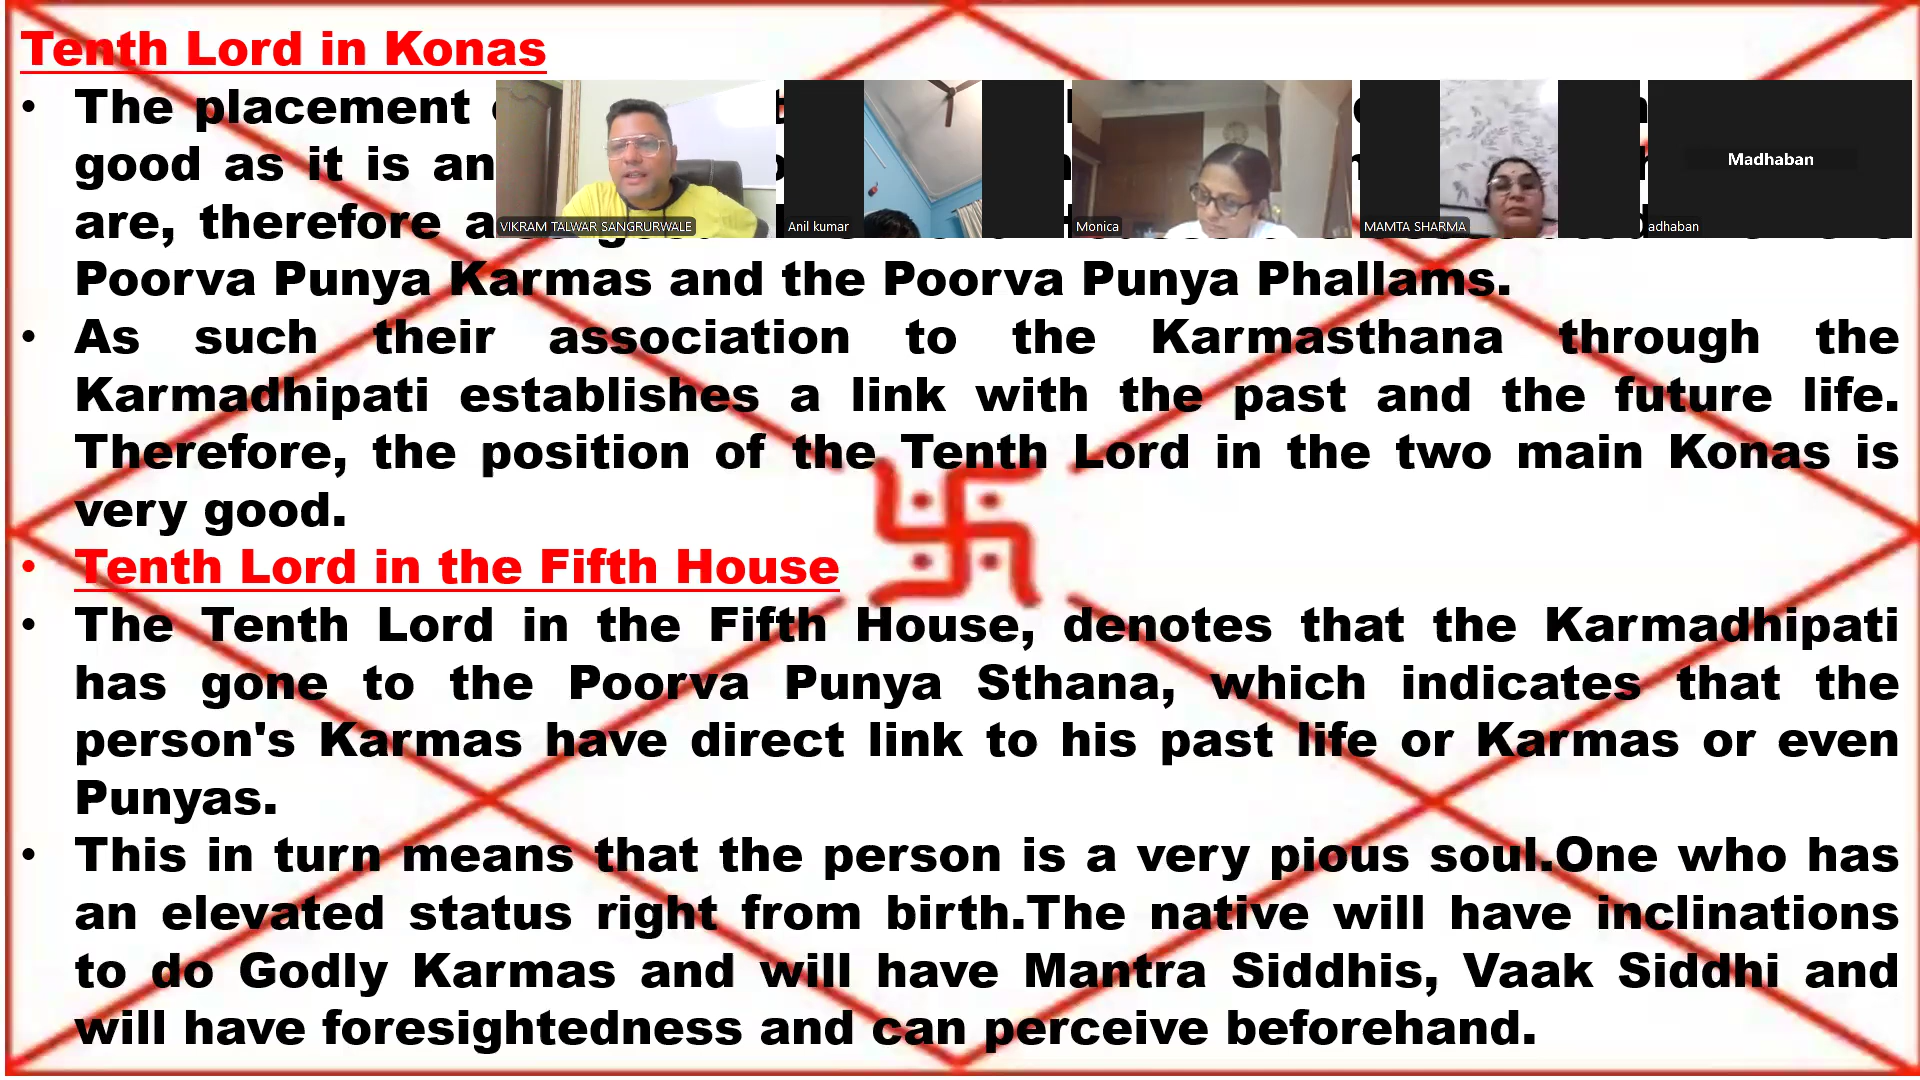 Tenth Lord in Konas
• The placement
good as it is an
are, therefore
Poorva Punya Karmas and the Poorva Punya Phallams.
• As such their association to the Karmasthana through the
Karmadhipati establishes a link with the past and the future life.
Therefore, the position of the Tenth Lord in the two main Konas is
very good.
• Tenth Lord in the Fifth House
• The Tenth Lord in the Fifth House, denotes that the Karmadhipati
has gone to the Poorva Punya Sthana, which indicates that the
person's Karmas have direct link to his past life or Karmas or even
Punyas.
• This in turn means that the person is a very pious soul.One who has
an elevated status right from birth.The native will have inclinations
to do Godly Karmas and will have Mantra Siddhis, Vaak Siddhi and
will have foresightedness and can perceive beforehand.
VIKRAM TALWAR SANGRURWALE
Anil kumar
Monica
MAMTA SHARMA
Madhaban
adhaban